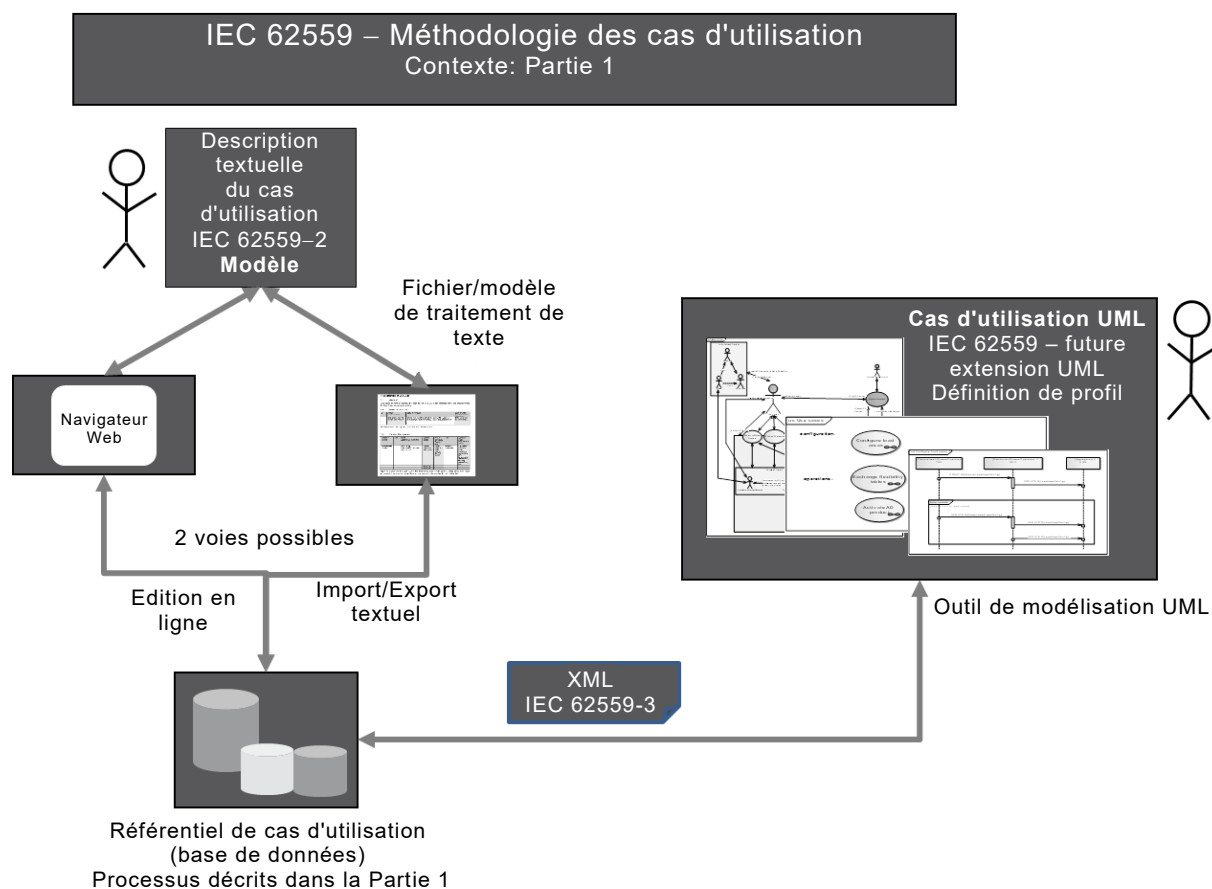 IEC 62559 – Méthodologie des cas d'utilisation
Contexte: Partie 1
Description
textuelle
du cas
d'utilisation
IEC 62559–2
Modèle
Fichier/modèle
de traitement de
texte
Navigateur
Web
2 voies possibles
Edition en
ligne
Import/Export
textuel
Cas d'utilisation UML
IEC 62559 – future
extension UML
Définition de profil
Outil de modélisation UML
XML
IEC 62559-3
Référentiel de cas d'utilisation
(base de données)
Processus décrits dans la Partie 1